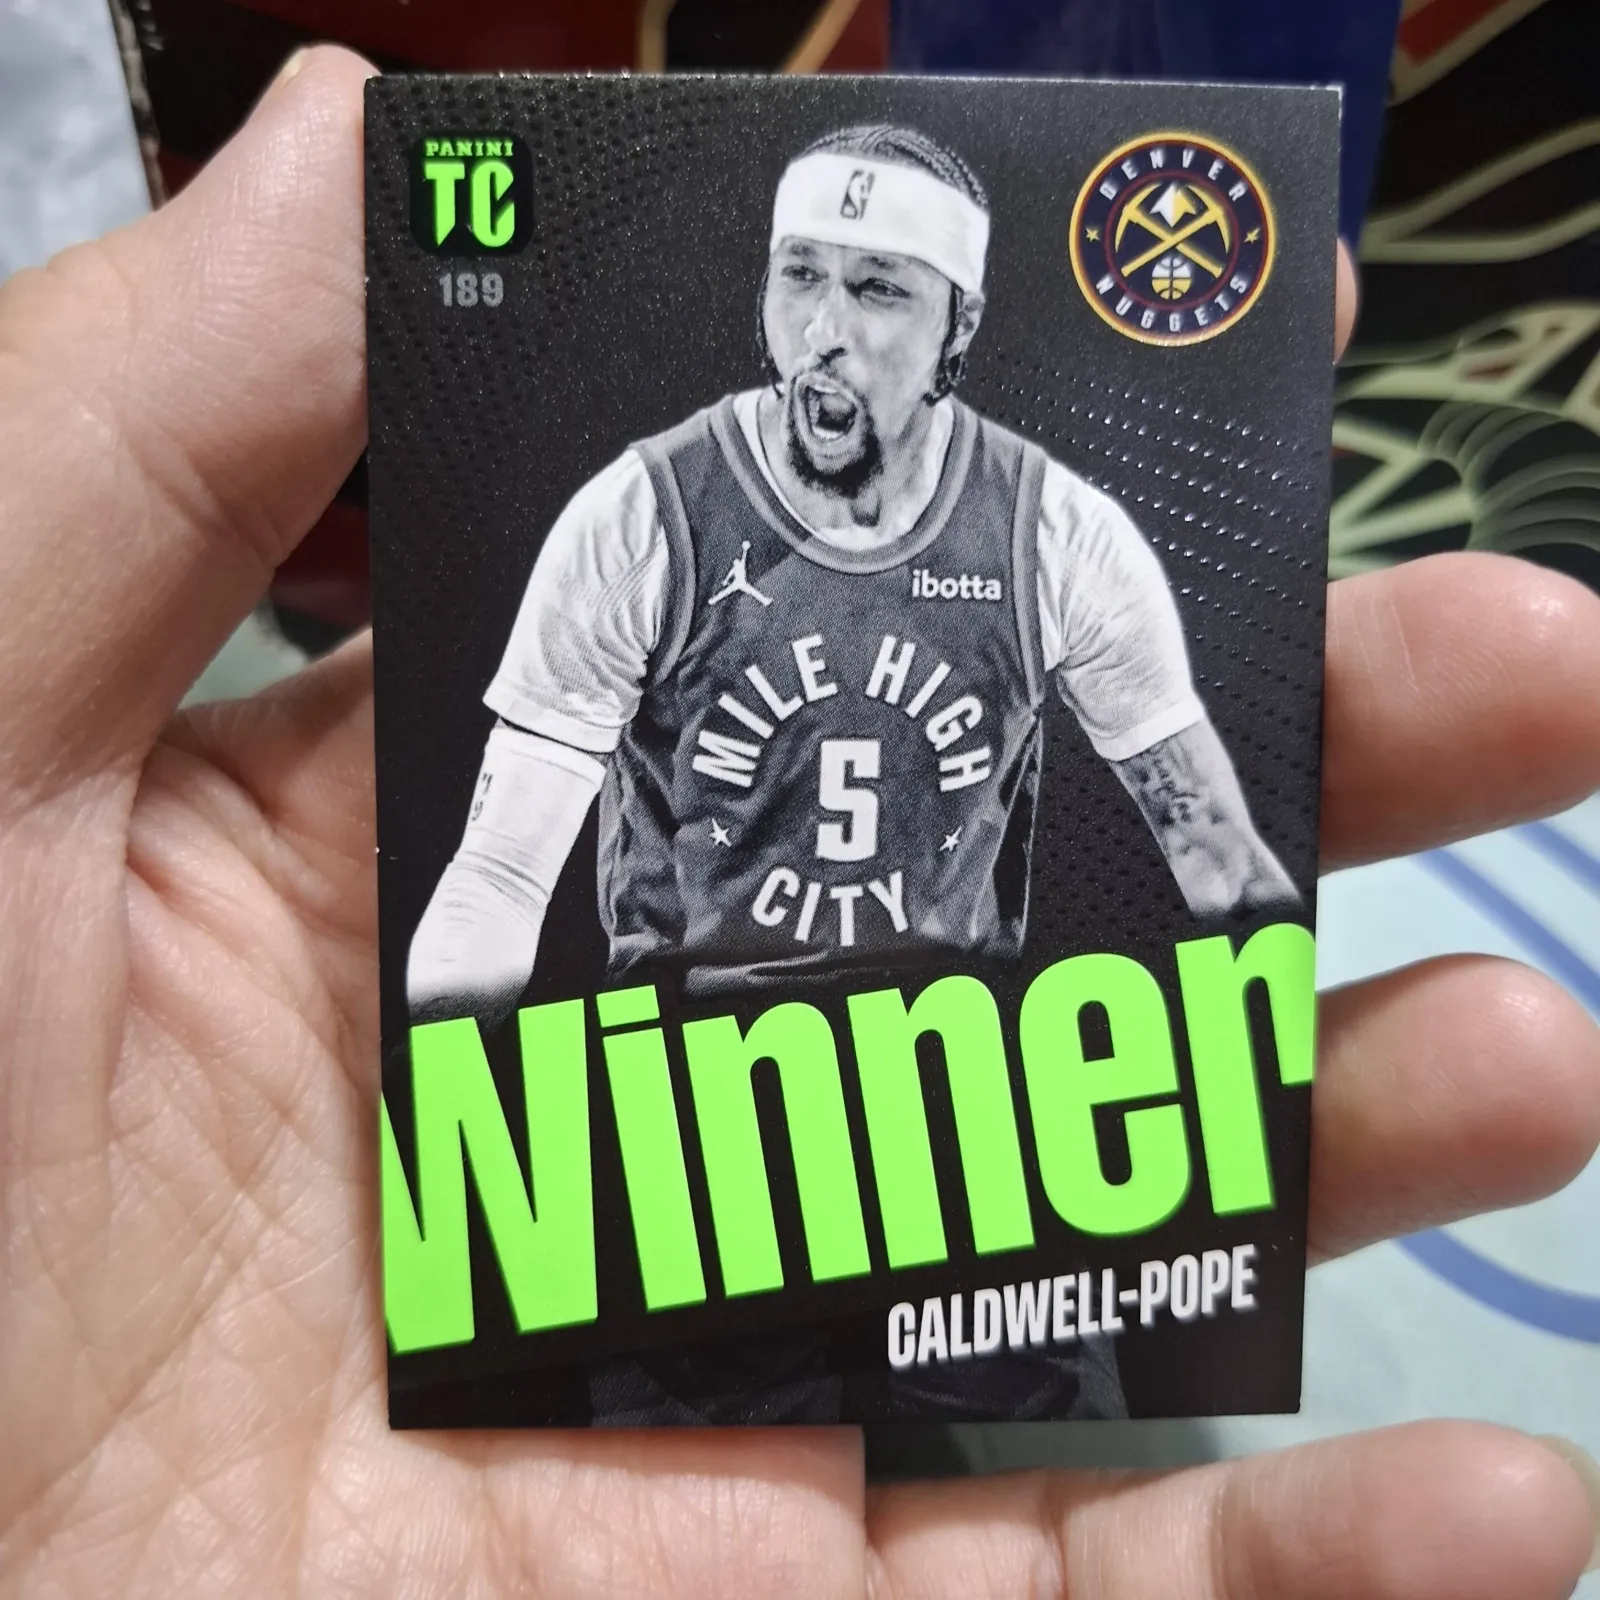 PANINI
TC
189
DENVER
NUGGETS
ibotta
MILE HIGH
5
CITY
Winner
CALDWELL-POPE